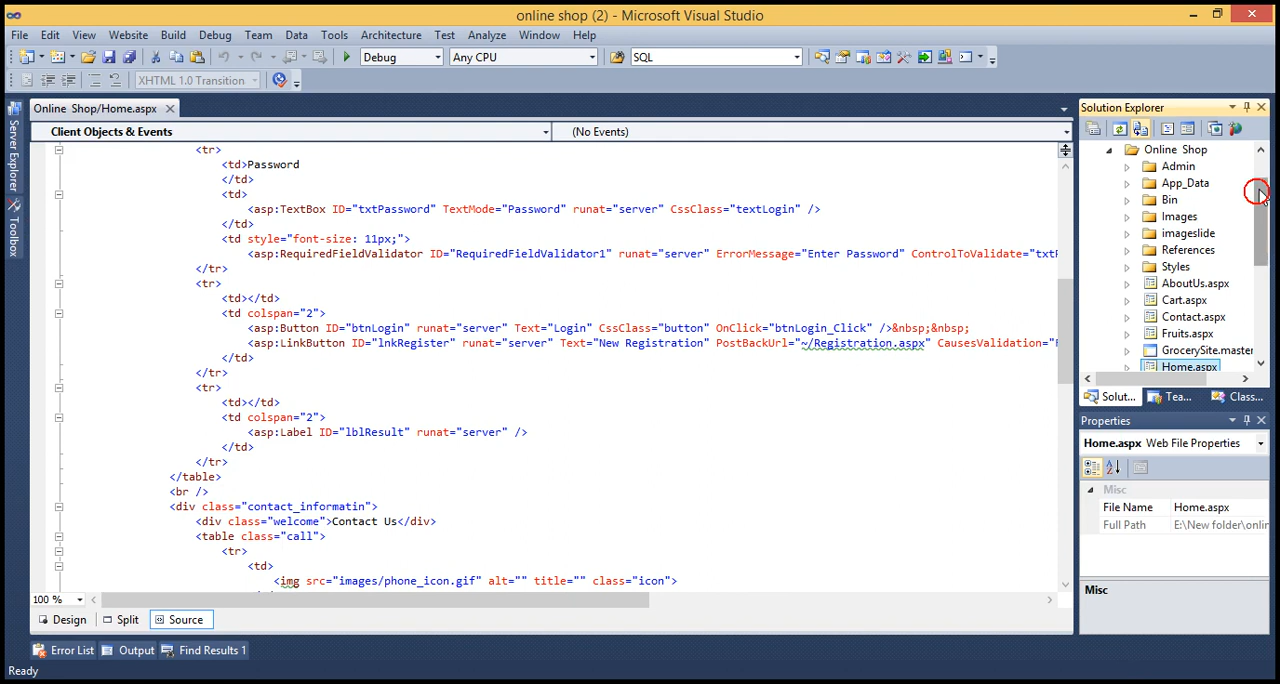 online shop (2) - Microsoft Visual Studio
File Edit View Website Build Debug Team Data Tools Architecture Test Analyze Window Help
Debug Any CPU SQL
XHTML 1.0 Transition
Online Shop/Home.aspx
Client Objects & Events (No Events)
Server Explorer
Toolbox
<tr>
<td>Password
</td>
<td>
<asp:TextBox ID="txtPassword" TextMode="Password" runat="server" CssClass="textLogin" />
</td>
<td style="font-size: 11px;">
<asp:RequiredFieldValidator ID="RequiredFieldValidator1" runat="server" ErrorMessage="Enter Password" ControlToValidate="txtP
</tr>
<tr>
<td></td>
<td colspan="2">
<asp:Button ID="btnLogin" runat="server" Text="Login" CssClass="button" OnClick="btnLogin_Click" />&nbsp;&nbsp;
<asp:LinkButton ID="lnkRegister" runat="server" Text="New Registration" PostBackUrl="~/Registration.aspx" CausesValidation="F
</td>
</tr>
<tr>
<td></td>
<td colspan="2">
<asp:Label ID="lblResult" runat="server" />
</td>
</tr>
</table>
<br />
<div class="contact_informatin">
<div class="welcome">Contact Us</div>
<table class="call">
<tr>
<td>
<img src="images/phone_icon.gif" alt="" title="" class="icon">
100 %
Design Split Source
Error List Output Find Results 1
Ready
Solution Explorer
Online Shop
Admin
App_Data
Bin
Images
imageslide
References
Styles
AboutUs.aspx
Cart.aspx
Contact.aspx
Fruits.aspx
GrocerySite.master
Home.aspx
Solut... Tea... Class...
Properties
Home.aspx Web File Properties
Misc
File Name Home.aspx
Full Path E:\New folder\onlin
Misc